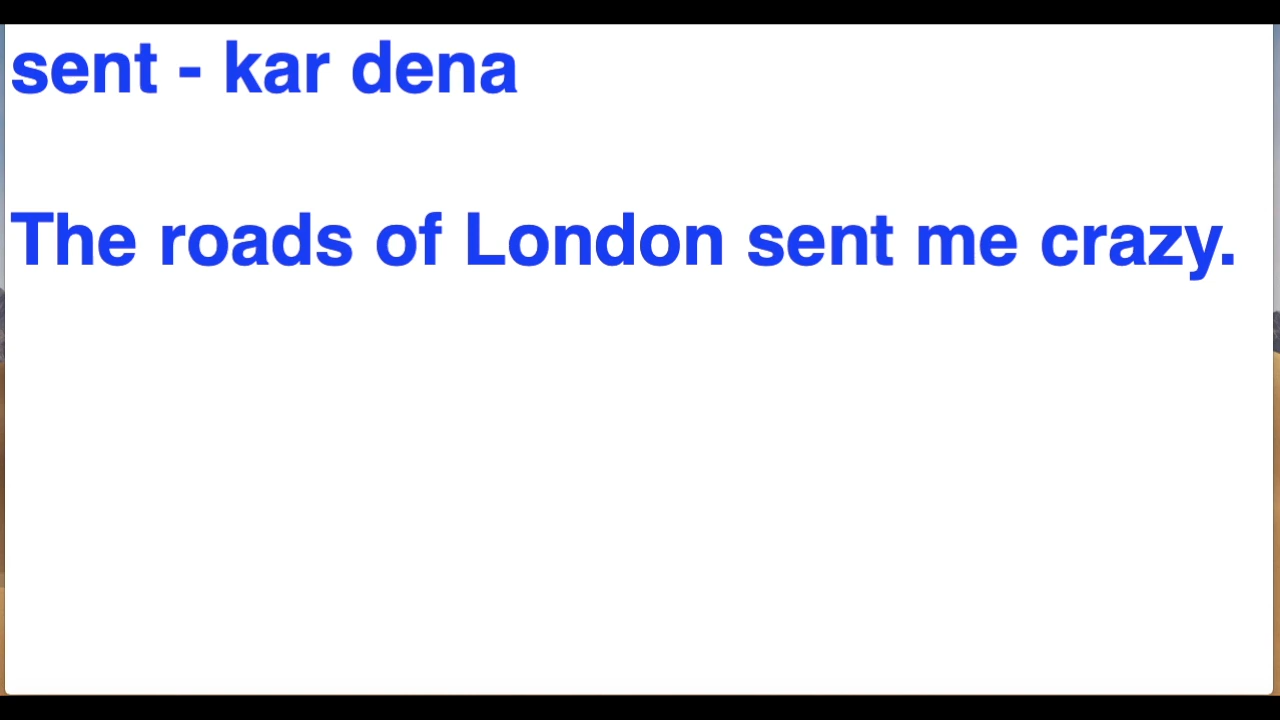 sent - kar dena
The roads of London sent me crazy.